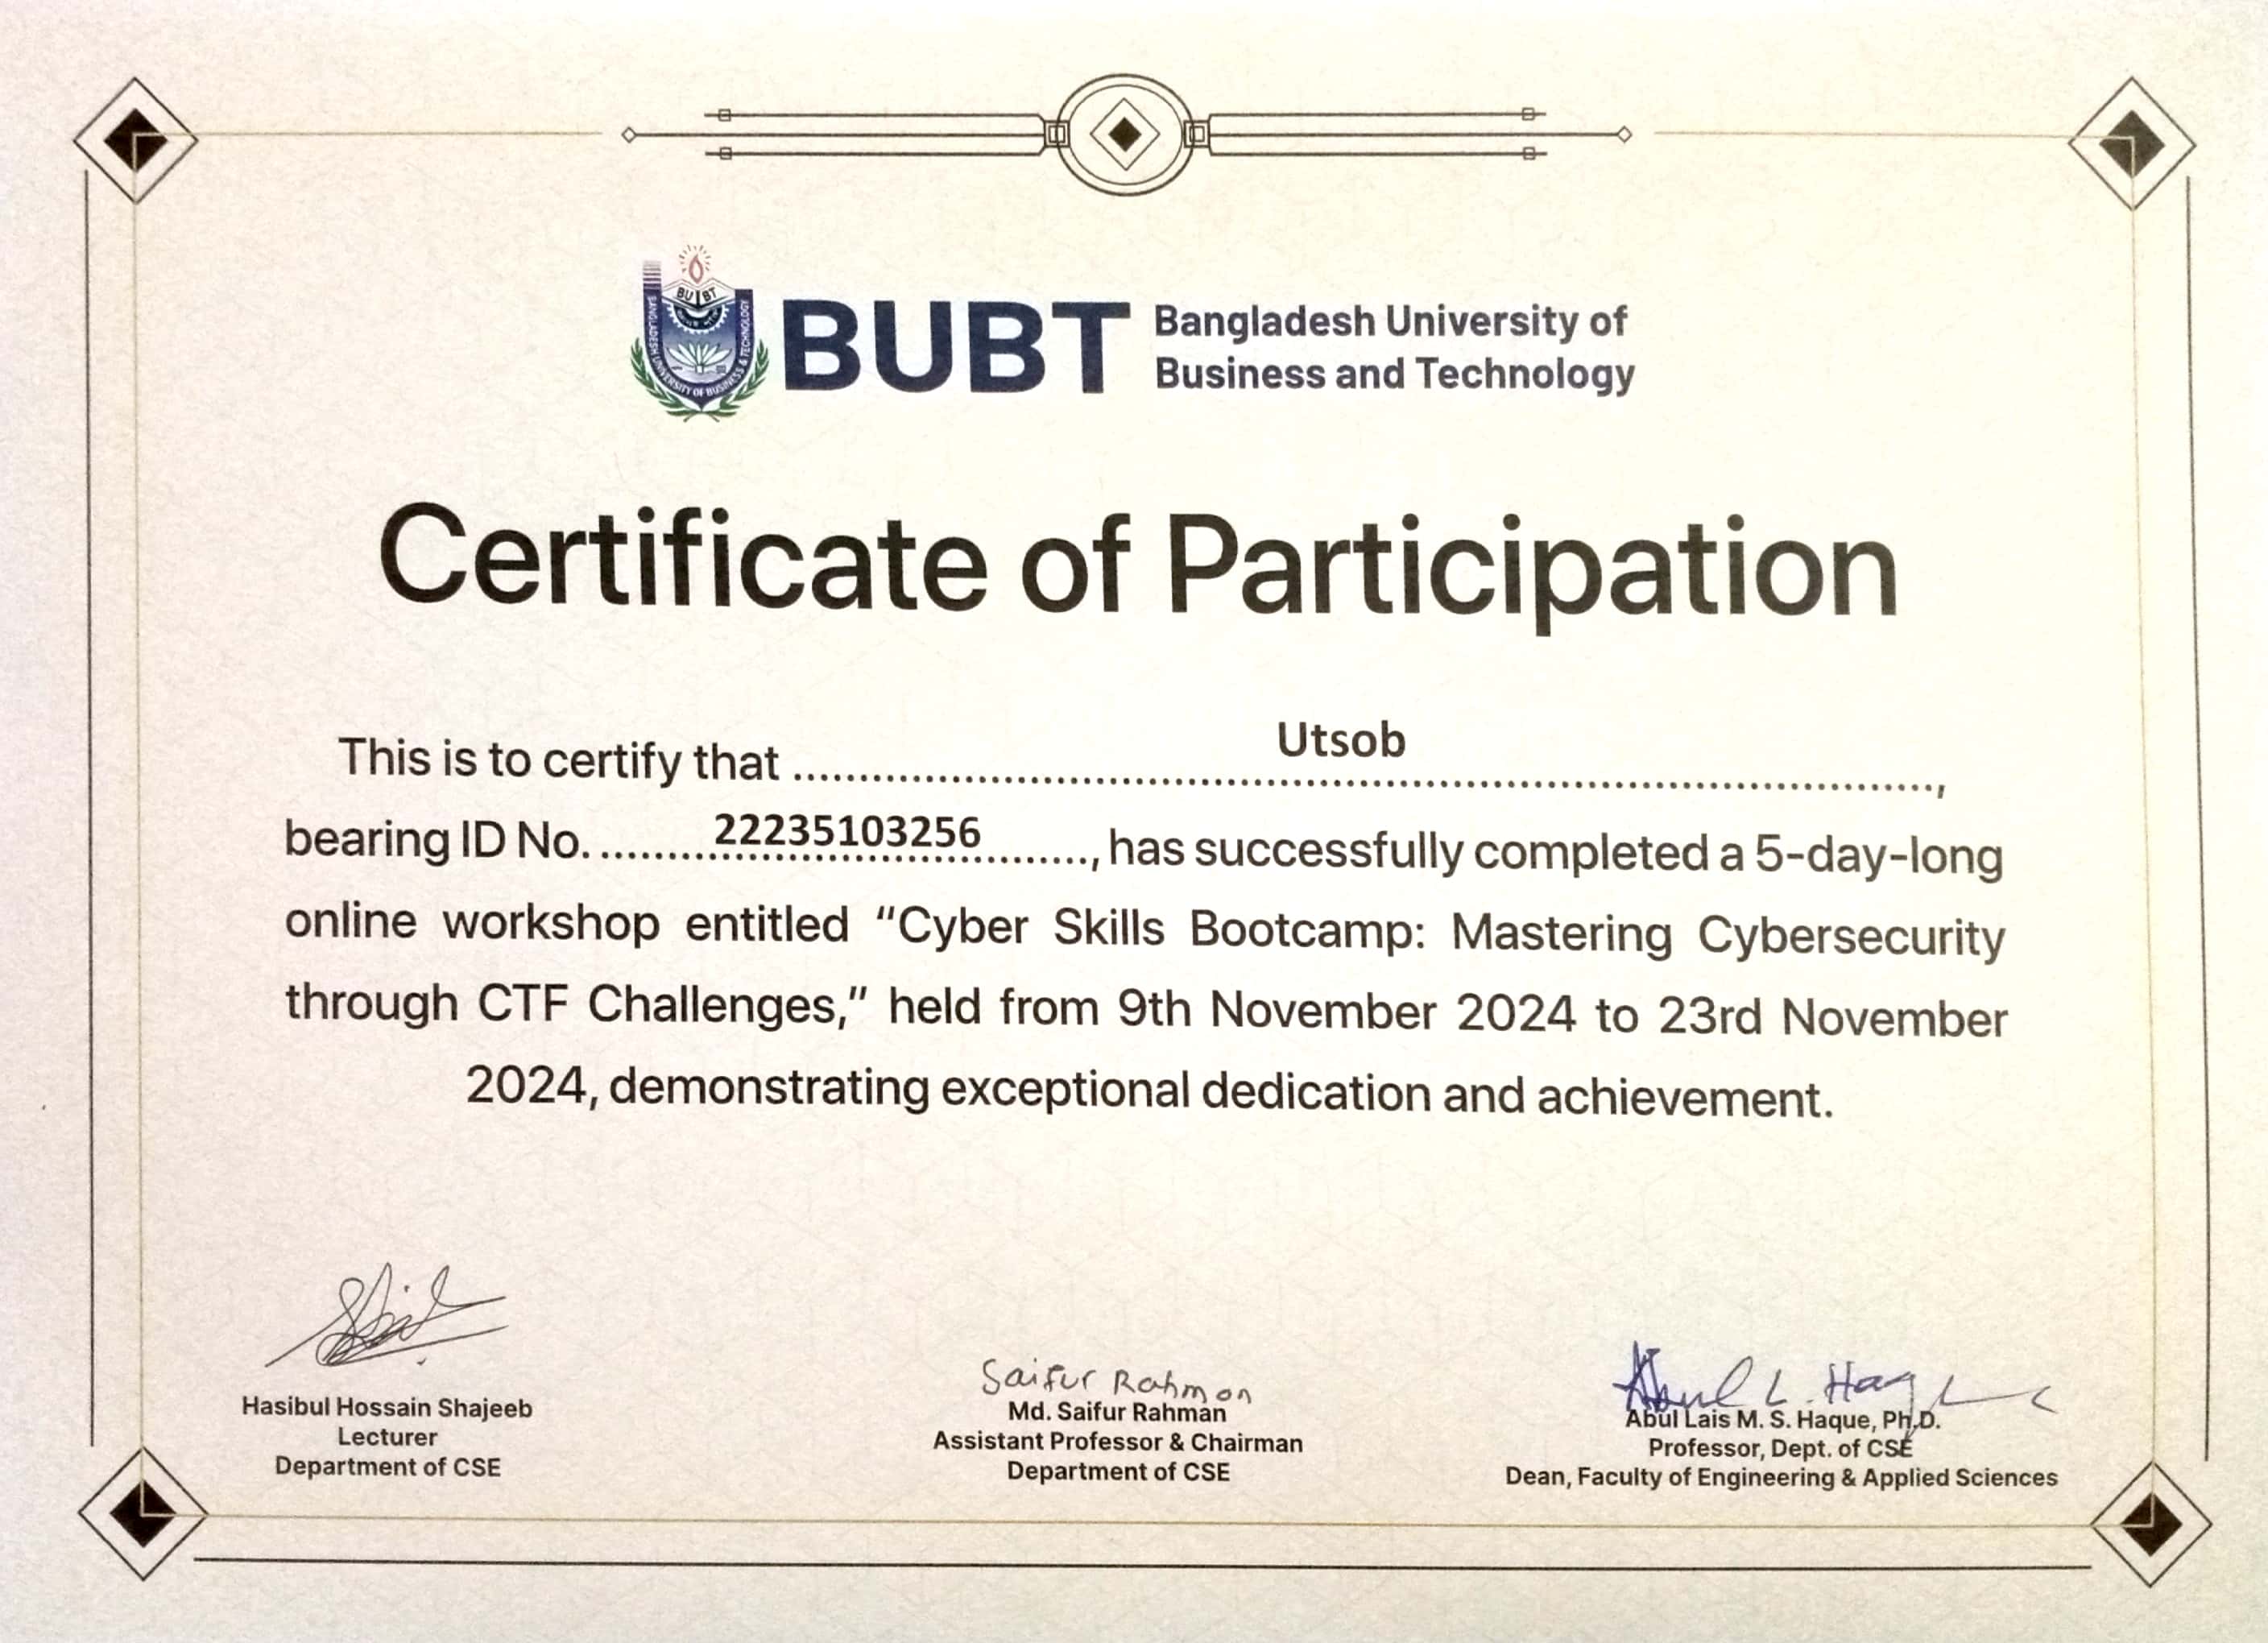 BUBT
BANGLADESH UNIVERSITY OF BUSINESS & TECHNOLOGY
BUBT
Bangladesh University of
Business and Technology
Certificate of Participation
This is to certify that ........................ Utsob ........................,
bearing ID No. ........ 22235103256 ........, has successfully completed a 5-day-long
online workshop entitled “Cyber Skills Bootcamp: Mastering Cybersecurity
through CTF Challenges,” held from 9th November 2024 to 23rd November
2024, demonstrating exceptional dedication and achievement.
Hasibul Hossain Shajeeb
Lecturer
Department of CSE
Saifur Rahman
Md. Saifur Rahman
Assistant Professor & Chairman
Department of CSE
Abul L. Haque
Abul Lais M. S. Haque, Ph.D.
Professor, Dept. of CSE
Dean, Faculty of Engineering & Applied Sciences